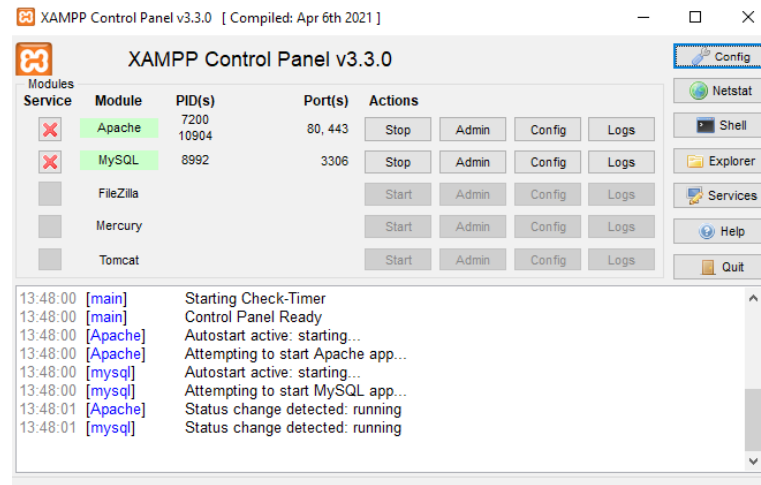 XAMPP Control Panel v3.3.0 [ Compiled: Apr 6th 2021 ]
XAMPP Control Panel v3.3.0
Config
Modules
Service Module PID(s) Port(s) Actions
Netstat
Apache 7200 10904 80, 443 Stop Admin Config Logs
Shell
MySQL 8992 3306 Stop Admin Config Logs
Explorer
FileZilla Start Admin Config Logs
Services
Mercury Start Admin Config Logs
Help
Tomcat Start Admin Config Logs
Quit
13:48:00 [main] Starting Check-Timer
13:48:00 [main] Control Panel Ready
13:48:00 [Apache] Autostart active: starting...
13:48:00 [Apache] Attempting to start Apache app...
13:48:00 [mysql] Autostart active: starting...
13:48:00 [mysql] Attempting to start MySQL app...
13:48:01 [Apache] Status change detected: running
13:48:01 [mysql] Status change detected: running